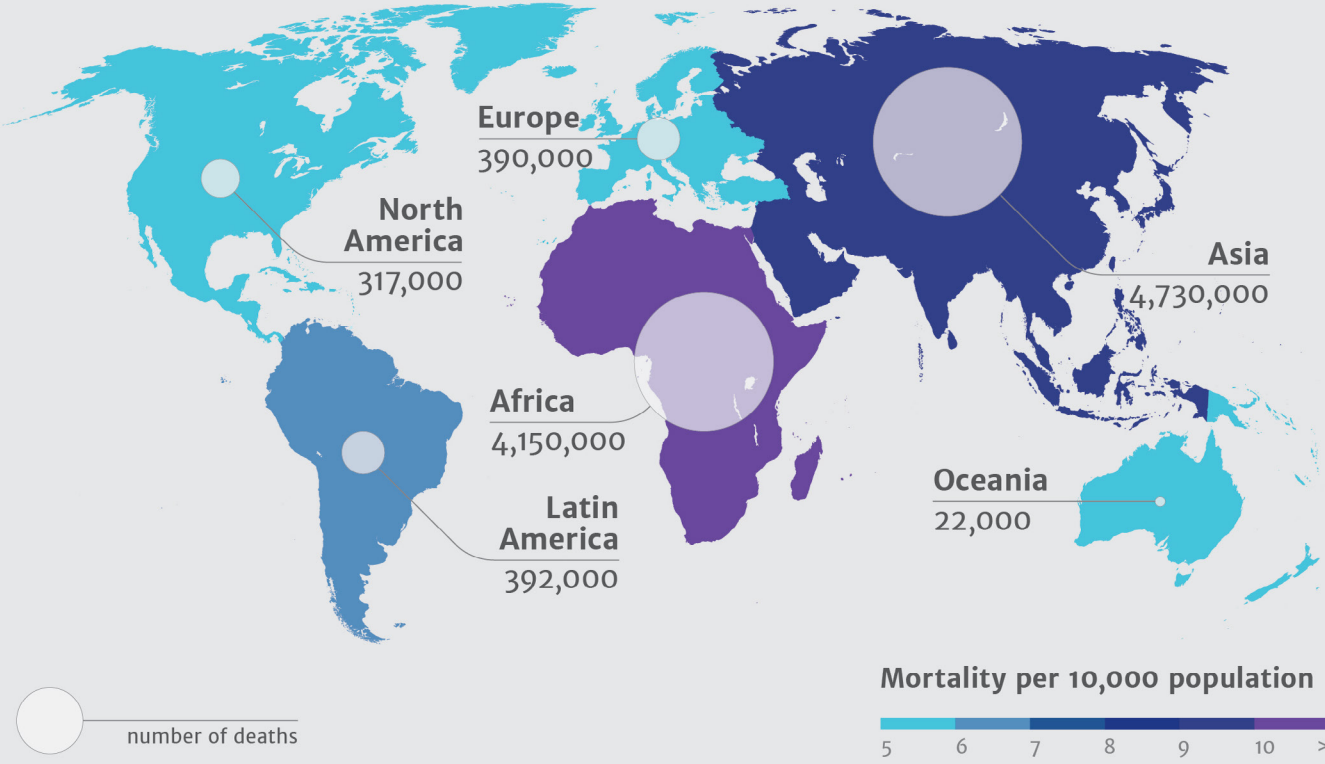 Europe
390,000
North
America
317,000
Asia
4,730,000
Africa
4,150,000
Oceania
22,000
Latin
America
392,000
Mortality per 10,000 population
number of deaths
5 6 7 8 9 10 >